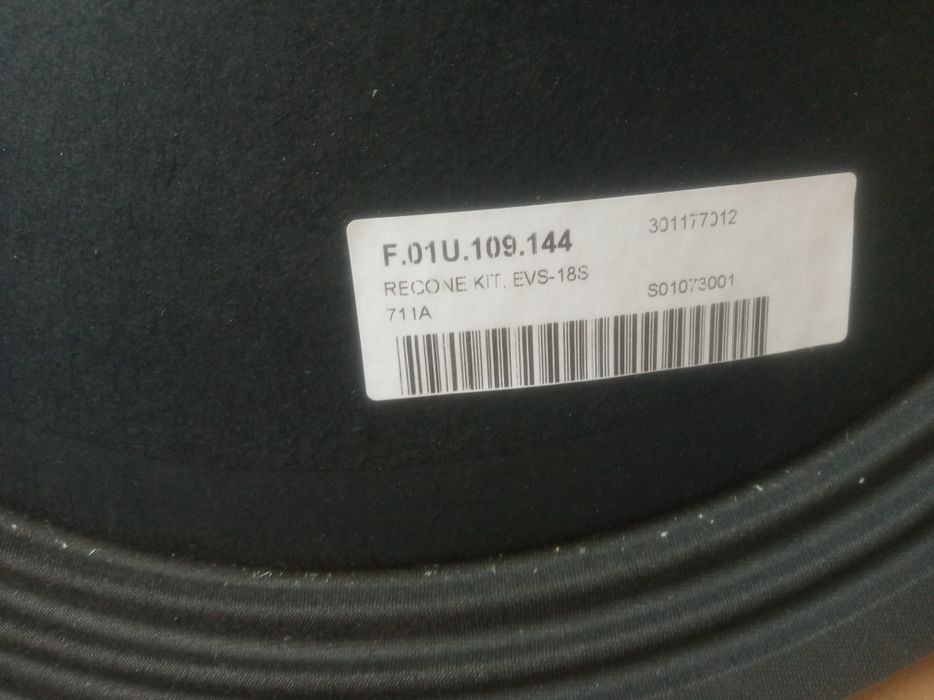 F.01U.109.144
301177012
RECONE KIT, EVS-18S
S01073001
711A